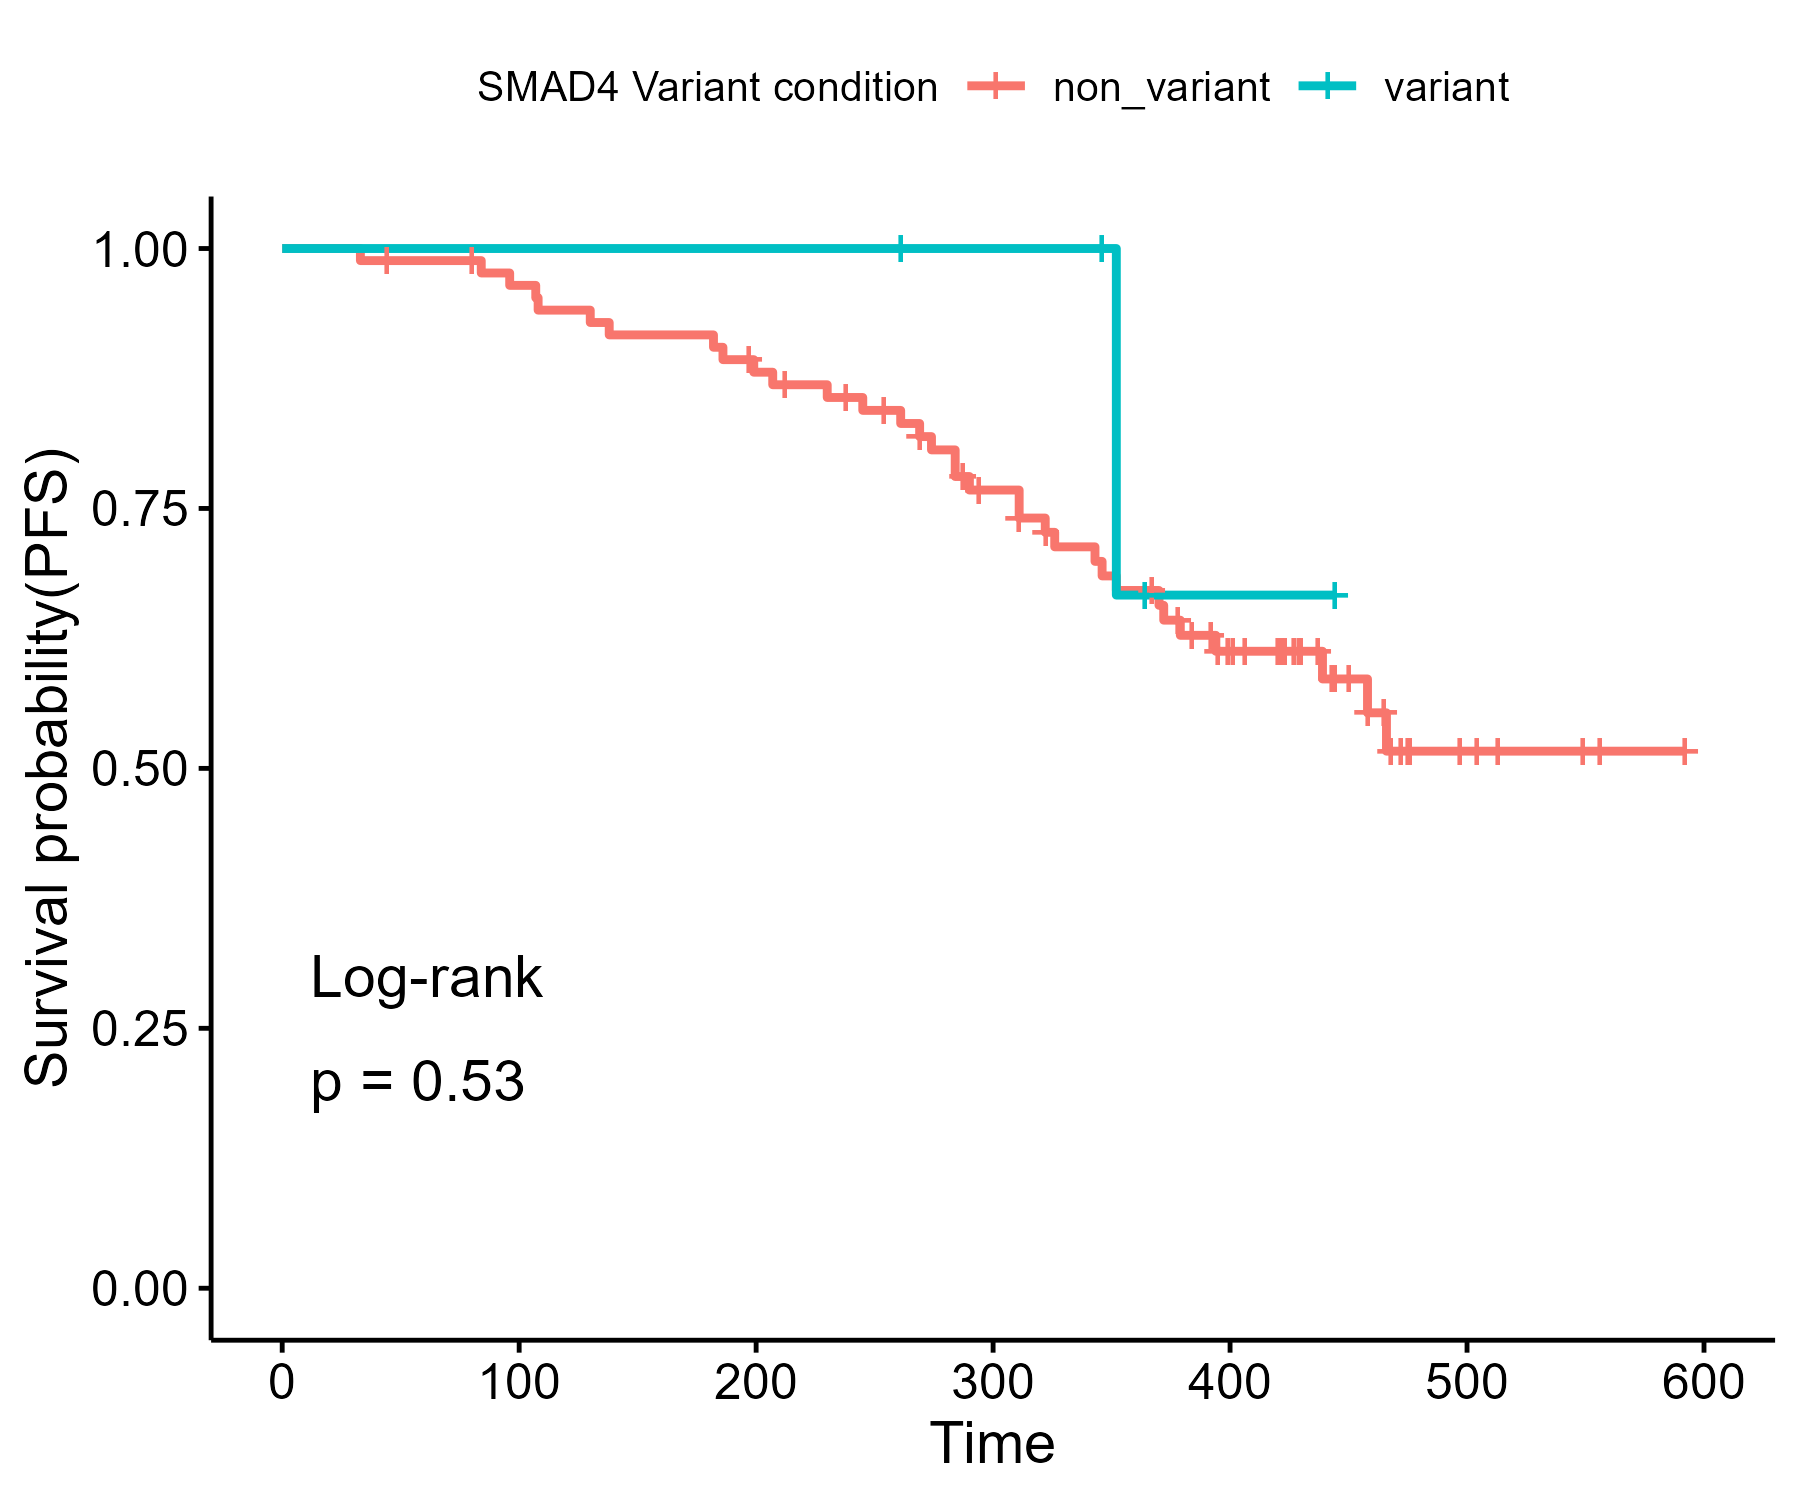 SMAD4 Variant condition non_variant variant
Survival probability(PFS)
1.00
0.75
0.50
0.25
0.00
Log-rank
p = 0.53
0 100 200 300 400 500 600
Time